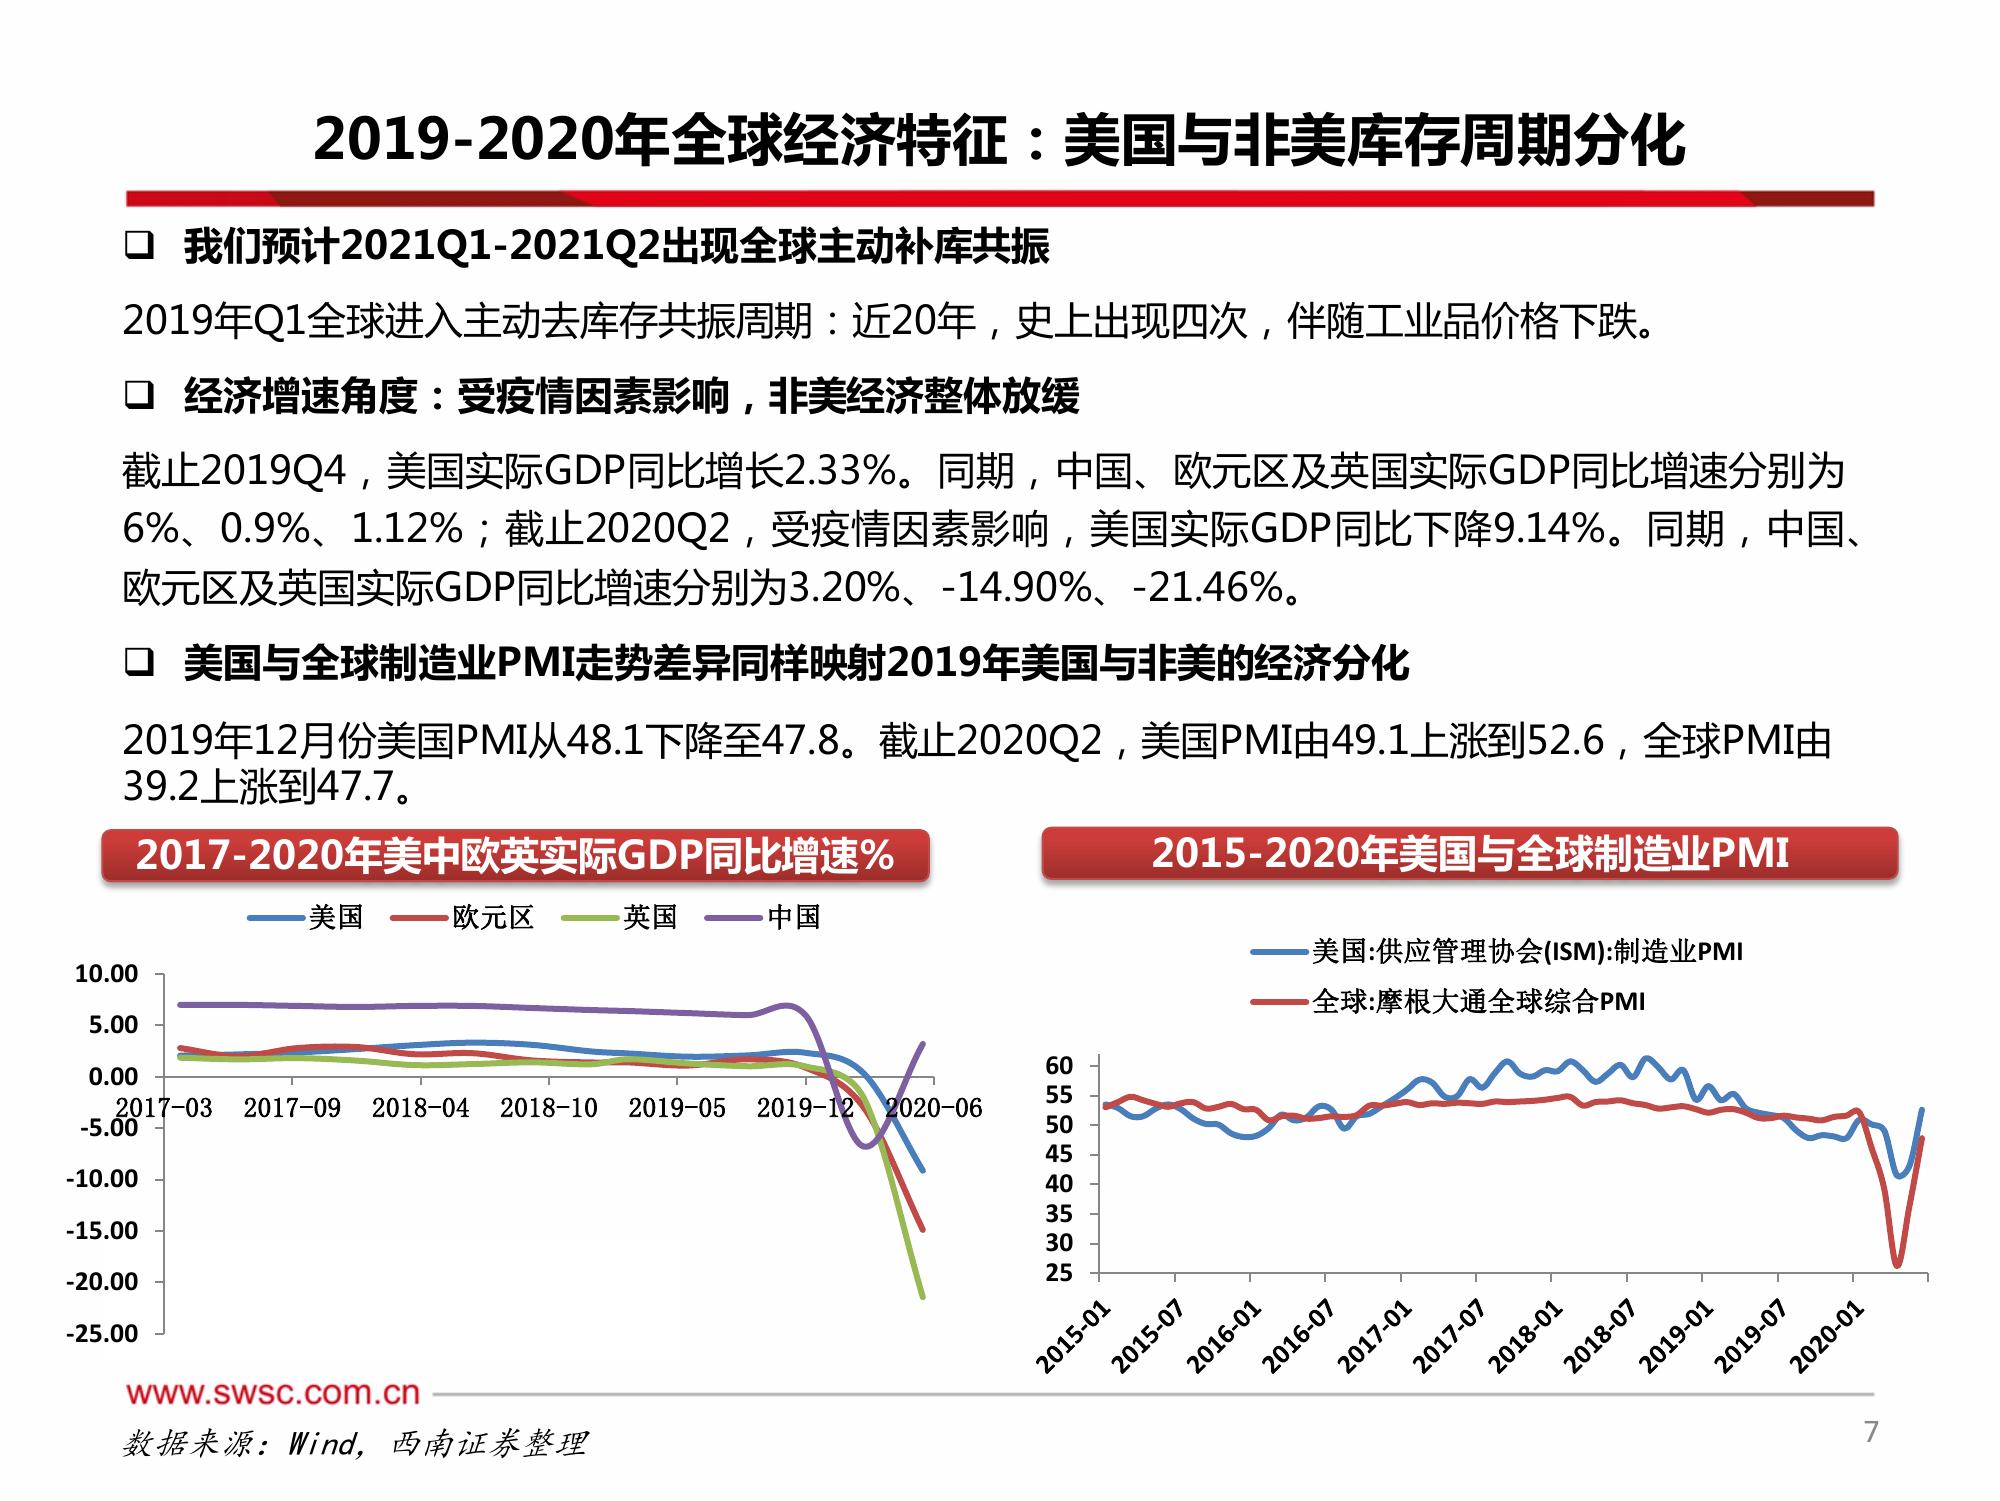 2019-2020年全球经济特征：美国与非美库存周期分化
❑ 我们预计2021Q1-2021Q2出现全球主动补库共振
2019年Q1全球进入主动去库存共振周期：近20年，史上出现四次，伴随工业品价格下跌。
❑ 经济增速角度：受疫情因素影响，非美经济整体放缓
截止2019Q4，美国实际GDP同比增长2.33%。同期，中国、欧元区及英国实际GDP同比增速分别为
6%、0.9%、1.12%；截止2020Q2，受疫情因素影响，美国实际GDP同比下降9.14%。同期，中国、
欧元区及英国实际GDP同比增速分别为3.20%、-14.90%、-21.46%。
❑ 美国与全球制造业PMI走势差异同样映射2019年美国与非美的经济分化
2019年12月份美国PMI从48.1下降至47.8。截止2020Q2，美国PMI由49.1上涨到52.6，全球PMI由
39.2上涨到47.7。
2017-2020年美中欧英实际GDP同比增速%
美国 欧元区 英国 中国
10.00
5.00
0.00
-5.00
-10.00
-15.00
-20.00
-25.00
2017-03 2017-09 2018-04 2018-10 2019-05 2019-12 2020-06
2015-2020年美国与全球制造业PMI
美国:供应管理协会(ISM):制造业PMI
全球:摩根大通全球综合PMI
60
55
50
45
40
35
30
25
2015-01 2015-07 2016-01 2016-07 2017-01 2017-07 2018-01 2018-07 2019-01 2019-07 2020-01
www.swsc.com.cn
数据来源：Wind，西南证券整理
7